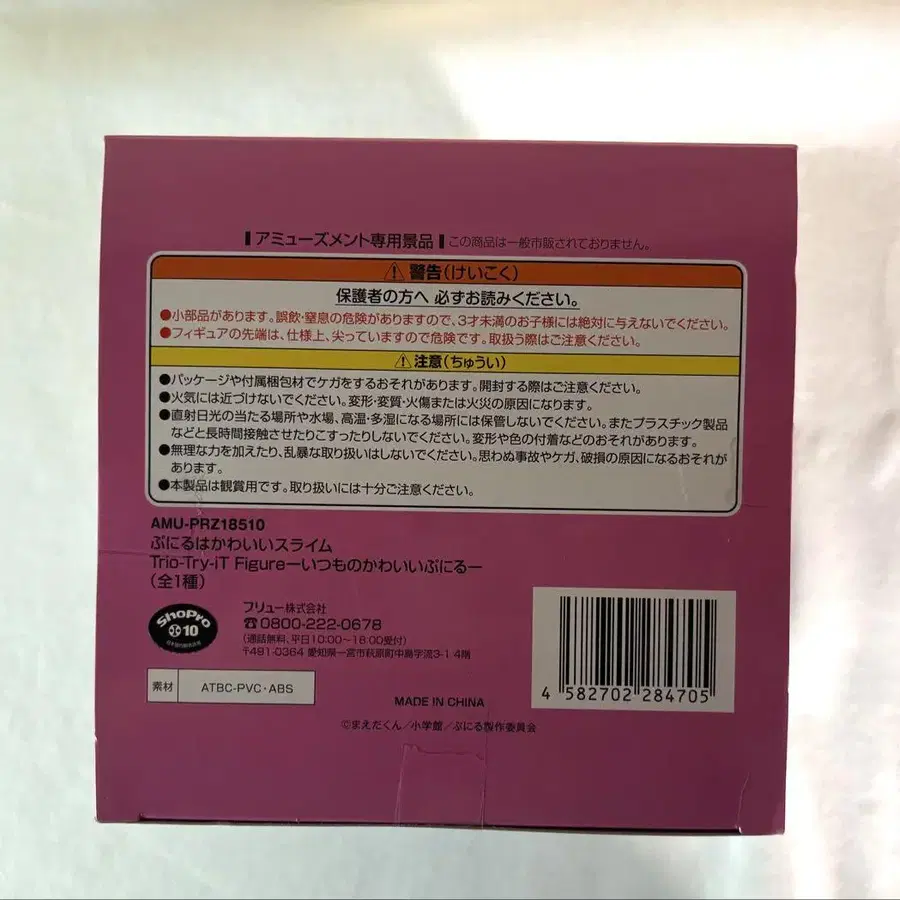 アミューズメント専用景品 この商品は一般市販されておりません。
⚠警告(けいこく)
保護者の方へ 必ずお読みください。
●小部品があります。誤飲・窒息の危険がありますので、3才未満のお子様には絶対に与えないでください。
●フィギュアの先端は、仕様上、尖っていますので危険です。取扱う際はご注意ください。
⚠注意(ちゅうい)
●パッケージや付属梱包材でケガをするおそれがあります。開封する際はご注意ください。
●火気には近づけないでください。変形・変質・火傷または火災の原因になります。
●直射日光の当たる場所や水場、高温・多湿になる場所には保管しないでください。またプラスチック製品
などと長時間接触させたりこすったりしないでください。変形や色の付着などのおそれがあります。
●無理な力を加えたり、乱暴な取り扱いはしないでください。思わぬ事故やケガ、破損の原因になるおそれが
あります。
●本製品は観賞用です。取り扱いには十分ご注意ください。
AMU-PRZ18510
ぷにるはかわいいスライム
Trio-Try-iT Figureーいつものかわいいぷにるー
(全1種)
ShoPro
10
フリュー株式会社
☎0800-222-0678
(通話無料、平日10:00〜16:00受付)
〒491-0364 愛知県一宮市萩原町中島字流3-1 4階
素材 ATBC-PVC・ABS
MADE IN CHINA
4 582702 284705
©まえだくん/小学館/ぷにる製作委員会